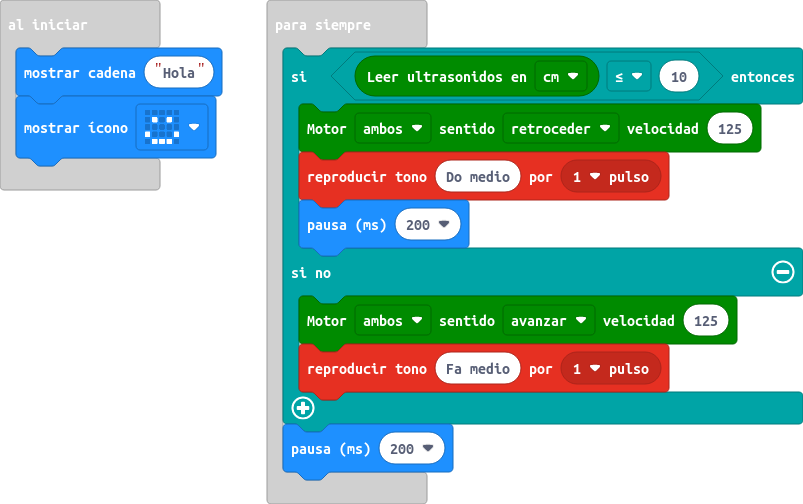 al iniciar
mostrar cadena "Hola"
mostrar ícono
para siempre
si Leer ultrasonidos en cm ≤ 10 entonces
Motor ambos sentido retroceder velocidad 125
reproducir tono Do medio por 1 pulso
pausa (ms) 200
si no
Motor ambos sentido avanzar velocidad 125
reproducir tono Fa medio por 1 pulso
pausa (ms) 200